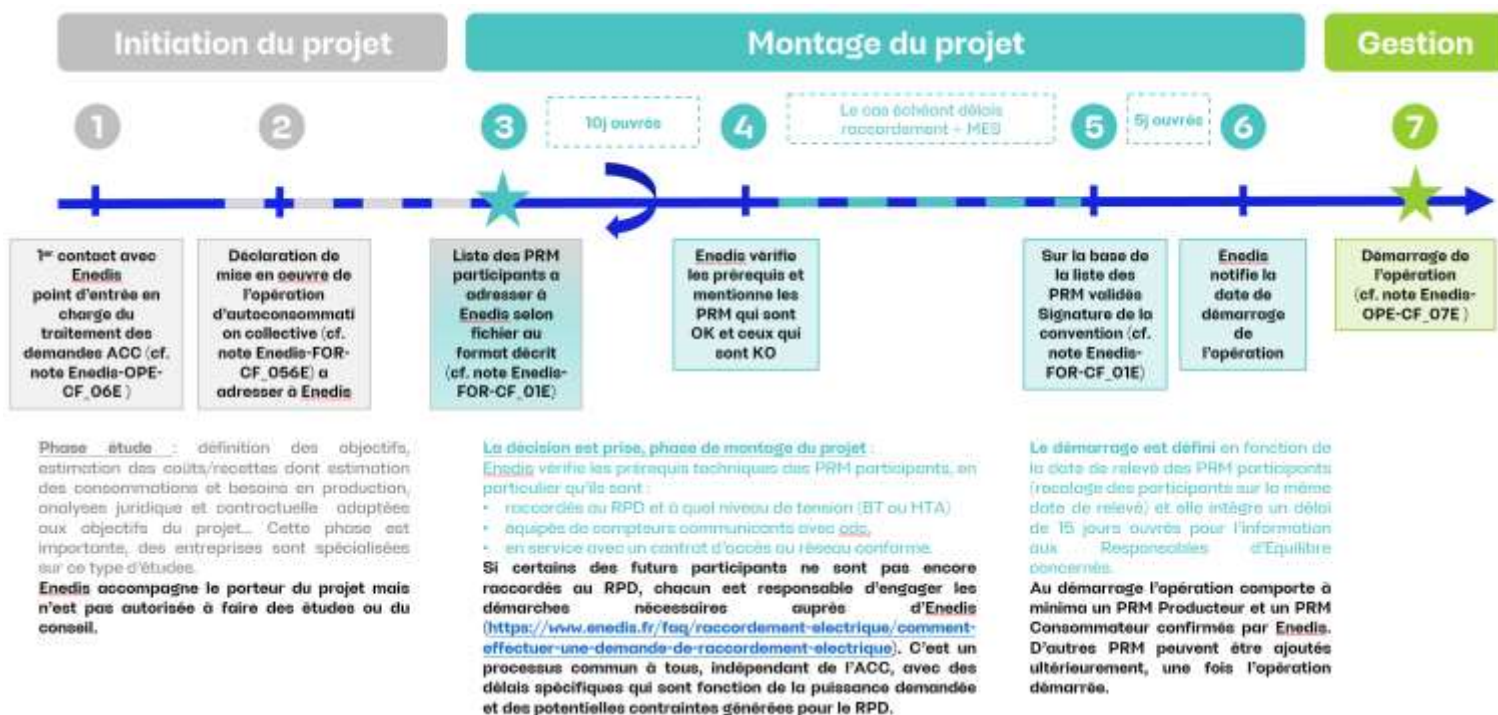 Initiation du projet
Montage du projet
Gestion
1
2
3
10j ouvrés
4
Le cas échéant délais
raccordement + MES
5
5j ouvrés
6
7
1er contact avec
Enedis
point d'entrée en
charge du
traitement des
demandes ACC (cf.
note Enedis-OPE-
CF_06E )
Déclaration de
mise en oeuvre de
l'opération
d'autoconsommati
on collective (cf.
note Enedis-FOR-
CF_056E) a
adresser à Enedis
Liste des PRM
participants a
adresser à
Enedis selon
fichier au
format décrit
(cf. note Enedis-
FOR-CF_01E)
Enedis vérifie
les prérequis et
mentionne les
PRM qui sont
OK et ceux qui
sont KO
Sur la base de
la liste des
PRM validés
Signature de la
convention (cf.
note Enedis-
FOR-CF_01E)
Enedis
notifie la
date de
démarrage
de
l'opération
Démarrage de
l'opération
(cf. note Enedis-
OPE-CF_07E )
Phase étude : définition des objectifs,
estimation des coûts/recettes dont estimation
des consommations et besoins en production,
analyses juridique et contractuelle adaptées
aux objectifs du projet... Cette phase est
importante, des entreprises sont spécialisées
sur ce type d'études.
Enedis accompagne le porteur du projet mais
n'est pas autorisée à faire des études ou du
conseil.
La décision est prise, phase de montage du projet :
Enedis vérifie les prérequis techniques des PRM participants, en
particulier qu'ils sont :
• raccordés au RPD et à quel niveau de tension (BT ou HTA)
• équipés de compteurs communicants avec cdc,
• en service avec un contrat d'accès au réseau conforme.
Si certains des futurs participants ne sont pas encore
raccordés au RPD, chacun est responsable d'engager les
démarches nécessaires auprès d'Enedis
(https://www.enedis.fr/faq/raccordement-electrique/comment-
effectuer-une-demande-de-raccordement-electrique). C'est un
processus commun à tous, indépendant de l'ACC, avec des
délais spécifiques qui sont fonction de la puissance demandée
et des potentielles contraintes générées pour le RPD.
Le démarrage est défini en fonction de
la date de relevé des PRM participants
(recalage des participants sur la même
date de relevé) et elle intègre un délai
de 15 jours ouvrés pour l'information
aux Responsables d'Equilibre
concernés.
Au démarrage l'opération comporte à
minima un PRM Producteur et un PRM
Consommateur confirmés par Enedis.
D'autres PRM peuvent être ajoutés
ultérieurement, une fois l'opération
démarrée.